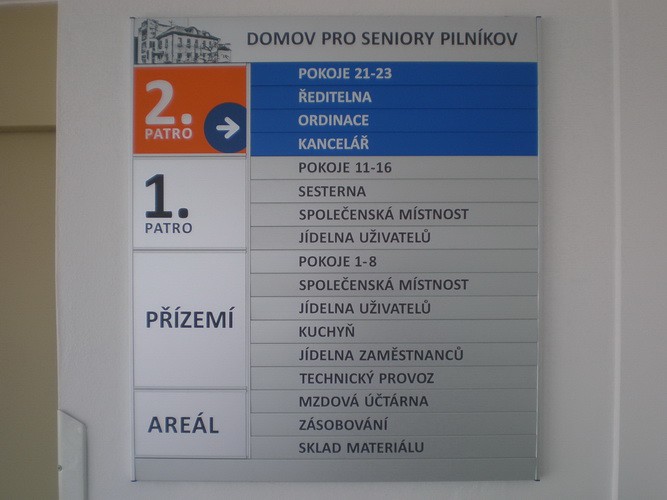 DOMOV PRO SENIORY PILNÍKOV
2.
PATRO
POKOJE 21-23
ŘEDITELNA
ORDINACE
KANCELÁŘ
1.
PATRO
POKOJE 11-16
SESTERNA
SPOLEČENSKÁ MÍSTNOST
JÍDELNA UŽIVATELŮ
PŘÍZEMÍ
POKOJE 1-8
SPOLEČENSKÁ MÍSTNOST
JÍDELNA UŽIVATELŮ
KUCHYŇ
JÍDELNA ZAMĚSTNANCŮ
TECHNICKÝ PROVOZ
AREÁL
MZDOVÁ ÚČTÁRNA
ZÁSOBOVÁNÍ
SKLAD MATERIÁLU